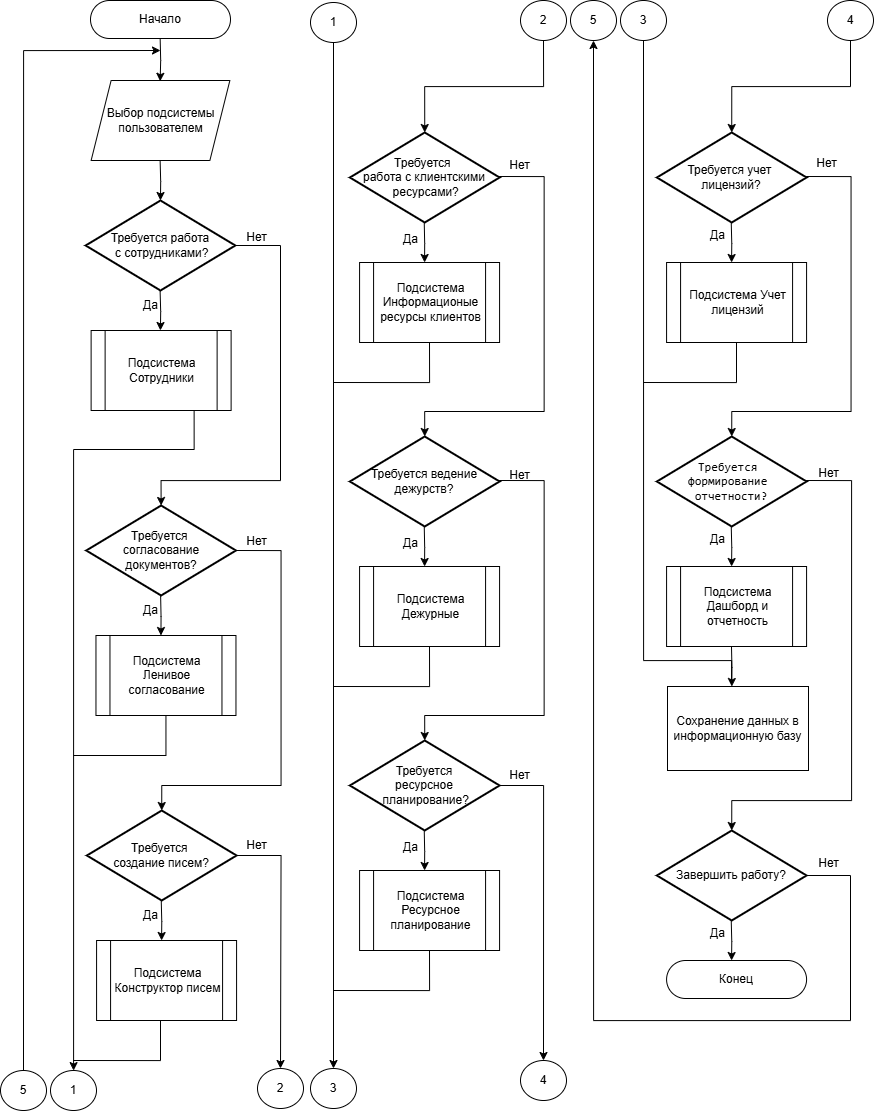 Начало
Выбор подсистемы
пользователем
Требуется работа
с сотрудниками?
Нет
Да
Подсистема
Сотрудники
Требуется
согласование
документов?
Нет
Да
Подсистема
Ленивое
согласование
Требуется
создание писем?
Нет
Да
Подсистема
Конструктор писем
5
1
2
1
2
Требуется
работа с клиентскими
ресурсами?
Нет
Да
Подсистема
Информационые
ресурсы клиентов
Требуется ведение
дежурств?
Нет
Да
Подсистема
Дежурные
Требуется
ресурсное
планирование?
Нет
Да
Подсистема
Ресурсное
планирование
3
4
5
3
4
Требуется учет
лицензий?
Нет
Да
Подсистема Учет
лицензий
Требуется
формирование
отчетности?
Нет
Да
Подсистема
Дашборд и
отчетность
Сохранение данных в
информационную базу
Завершить работу?
Нет
Да
Конец